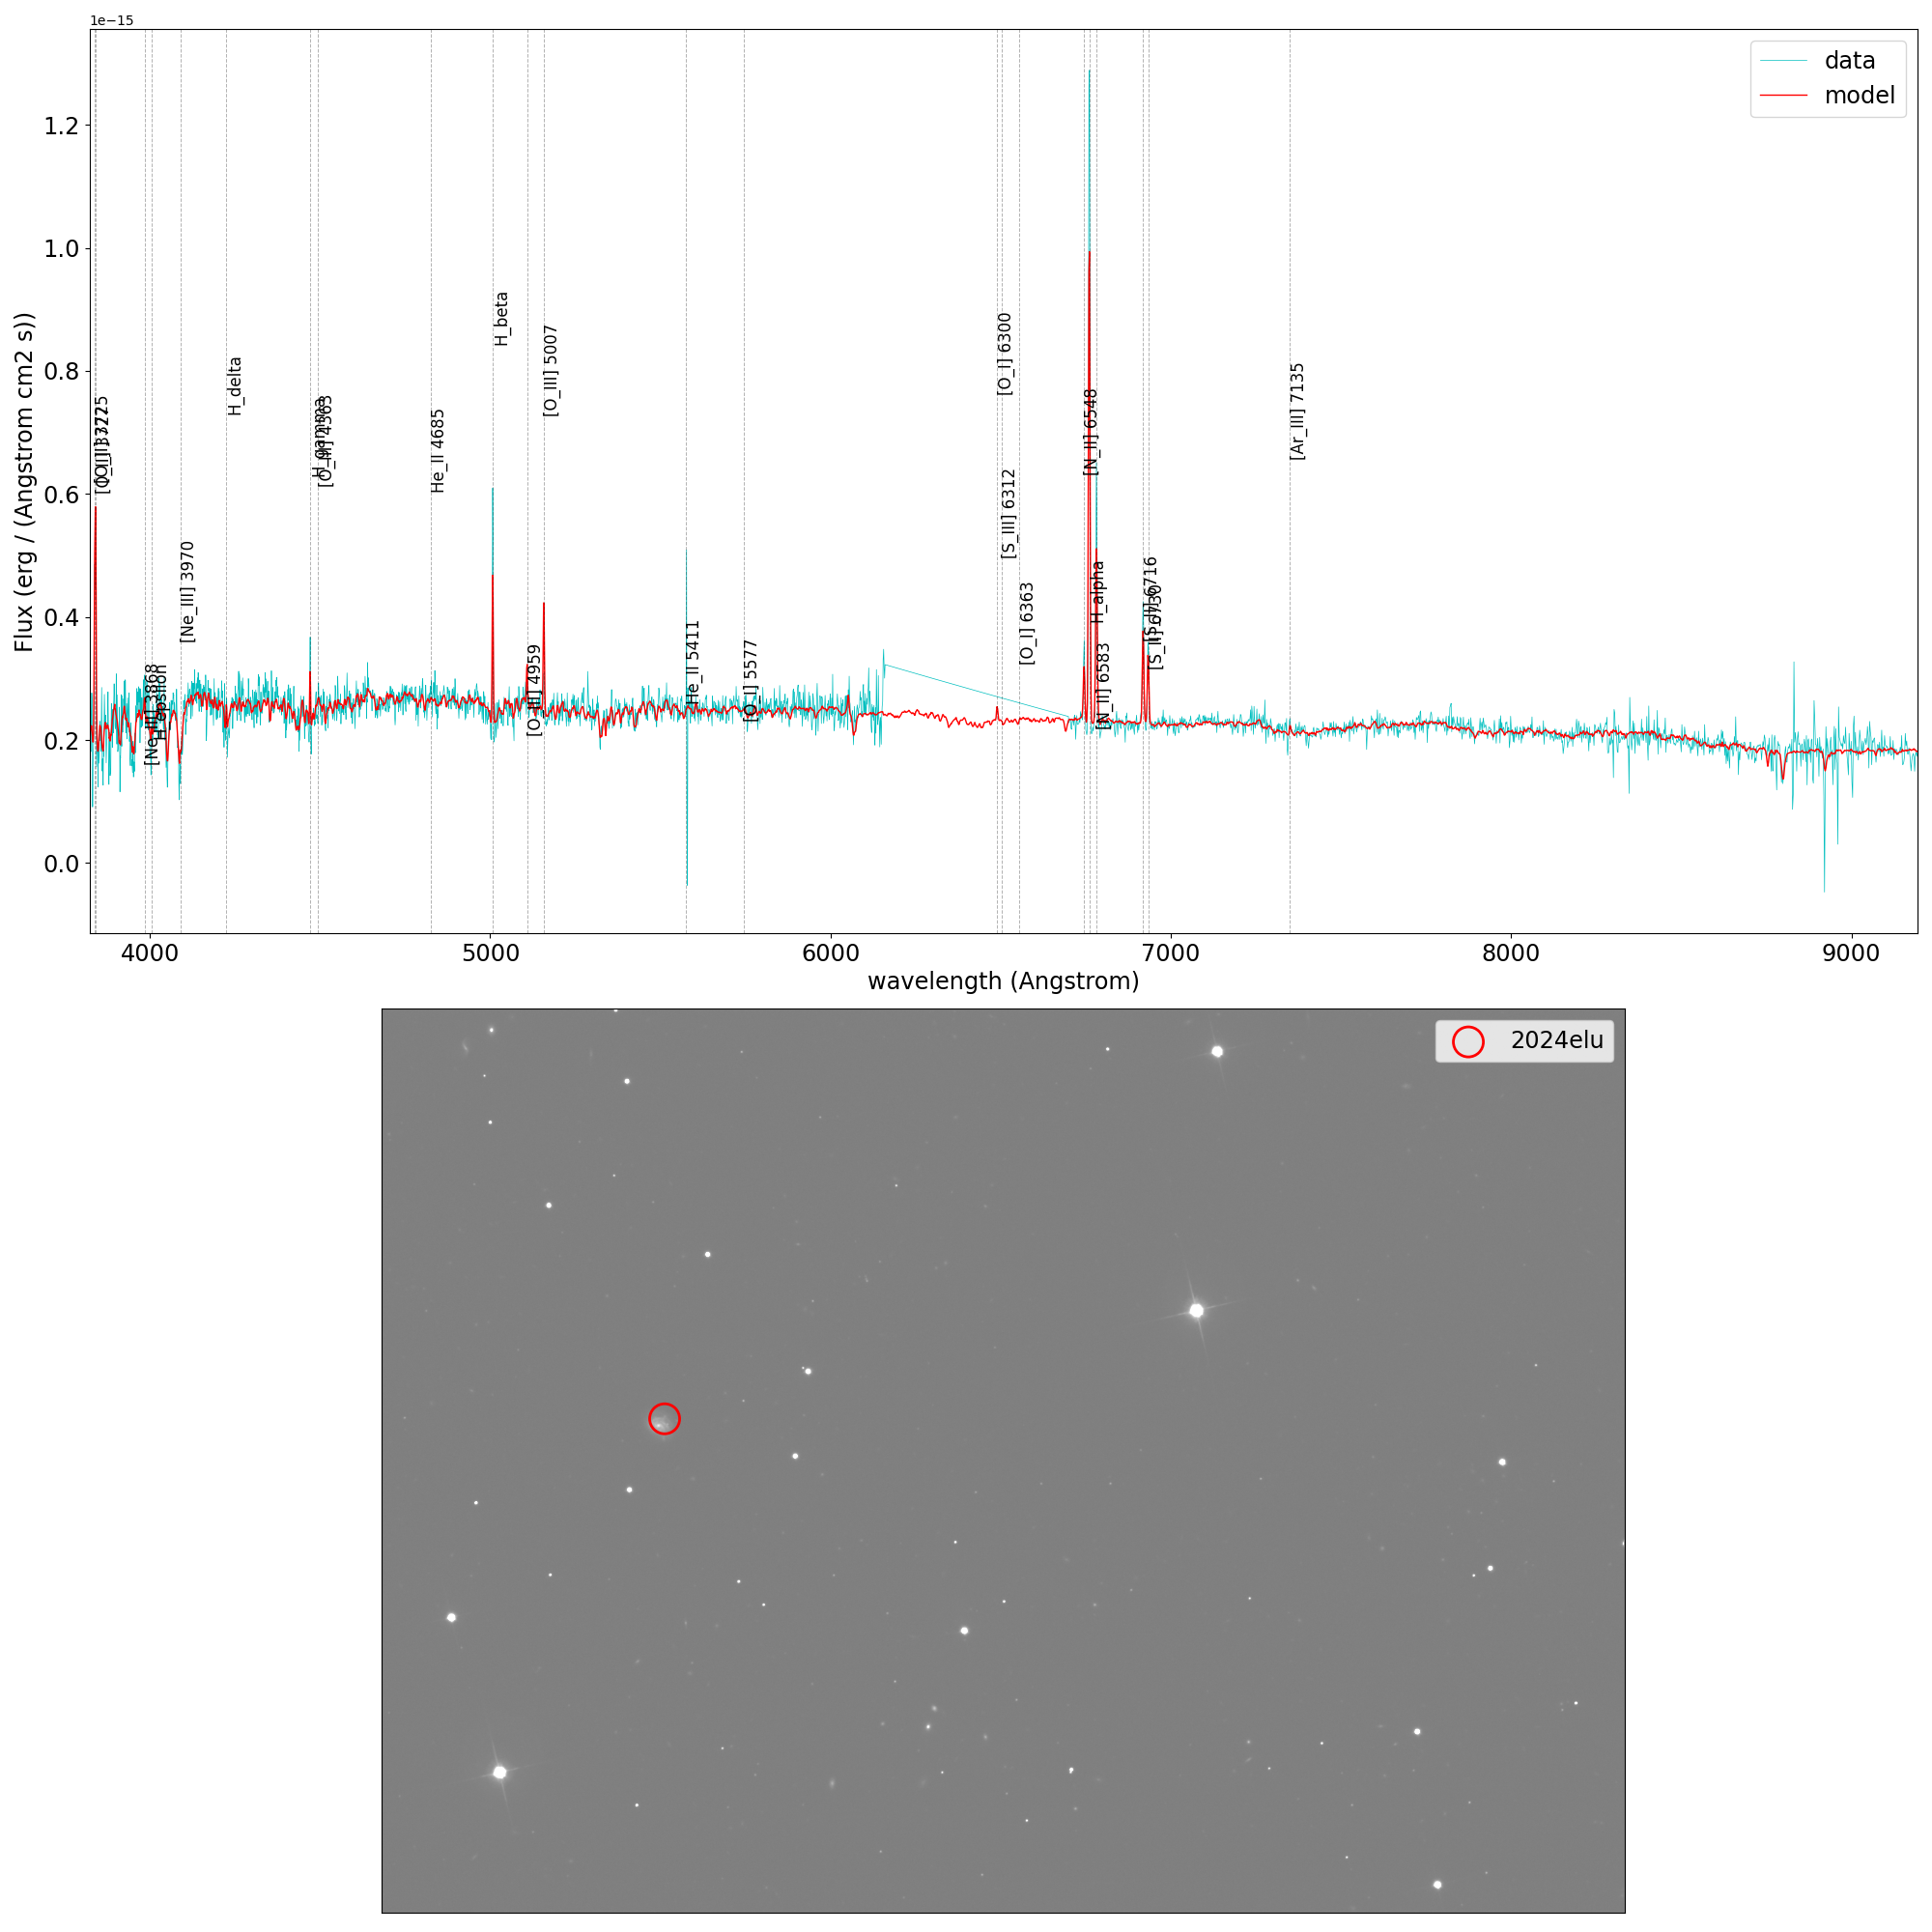 1e−15
data
model
1.2
1.0
0.8
0.6
0.4
0.2
0.0
Flux (erg / (Angstrom cm2 s))
[Ne_III] 3970
H_delta
He_II 4685
H_beta
[O_III] 4959
[O_III] 5007
He_II 5411
[O_I] 5577
[O_I] 6300
[S_III] 6312
[O_I] 6363
[N_II] 6548
H_alpha
[N_II] 6583
[Ar_III] 7135
4000
5000
6000
7000
8000
9000
wavelength (Angstrom)
2024elu